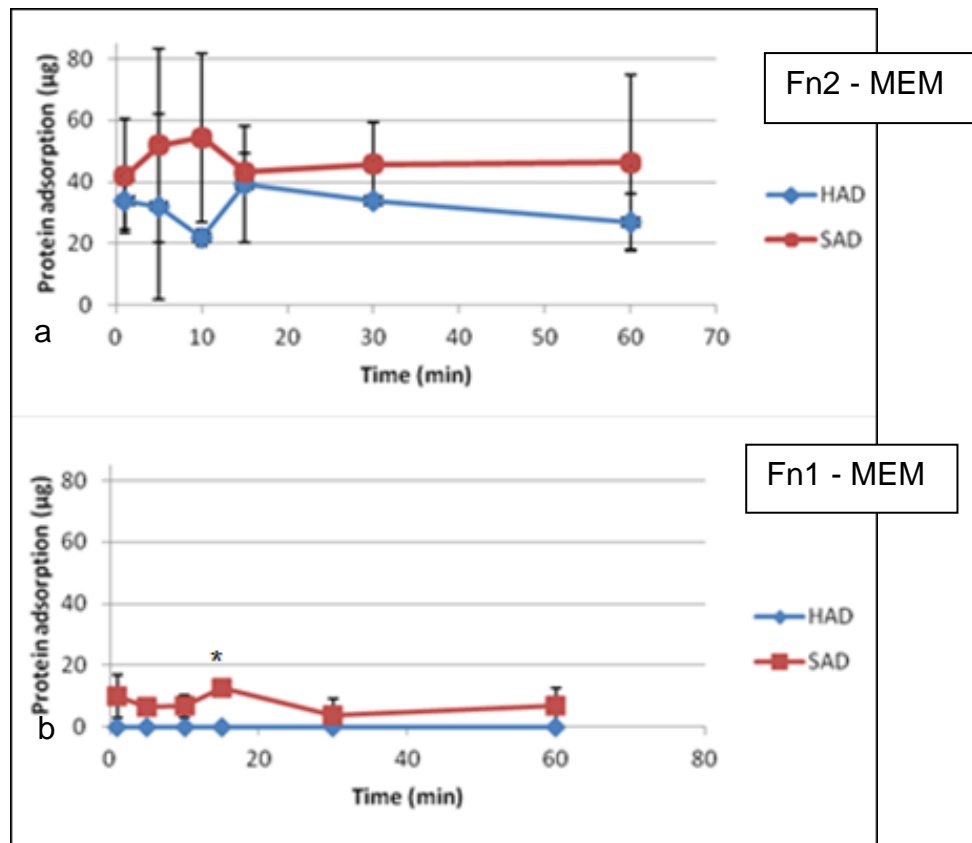 Fn2 - MEM
Protein adsorption (µg)
80
60
40
20
0
0 10 20 30 40 50 60 70
Time (min)
HAD
SAD
a
Fn1 - MEM
Protein adsorption (µg)
80
60
40
20
0
*
0 20 40 60 80
Time (min)
HAD
SAD
b